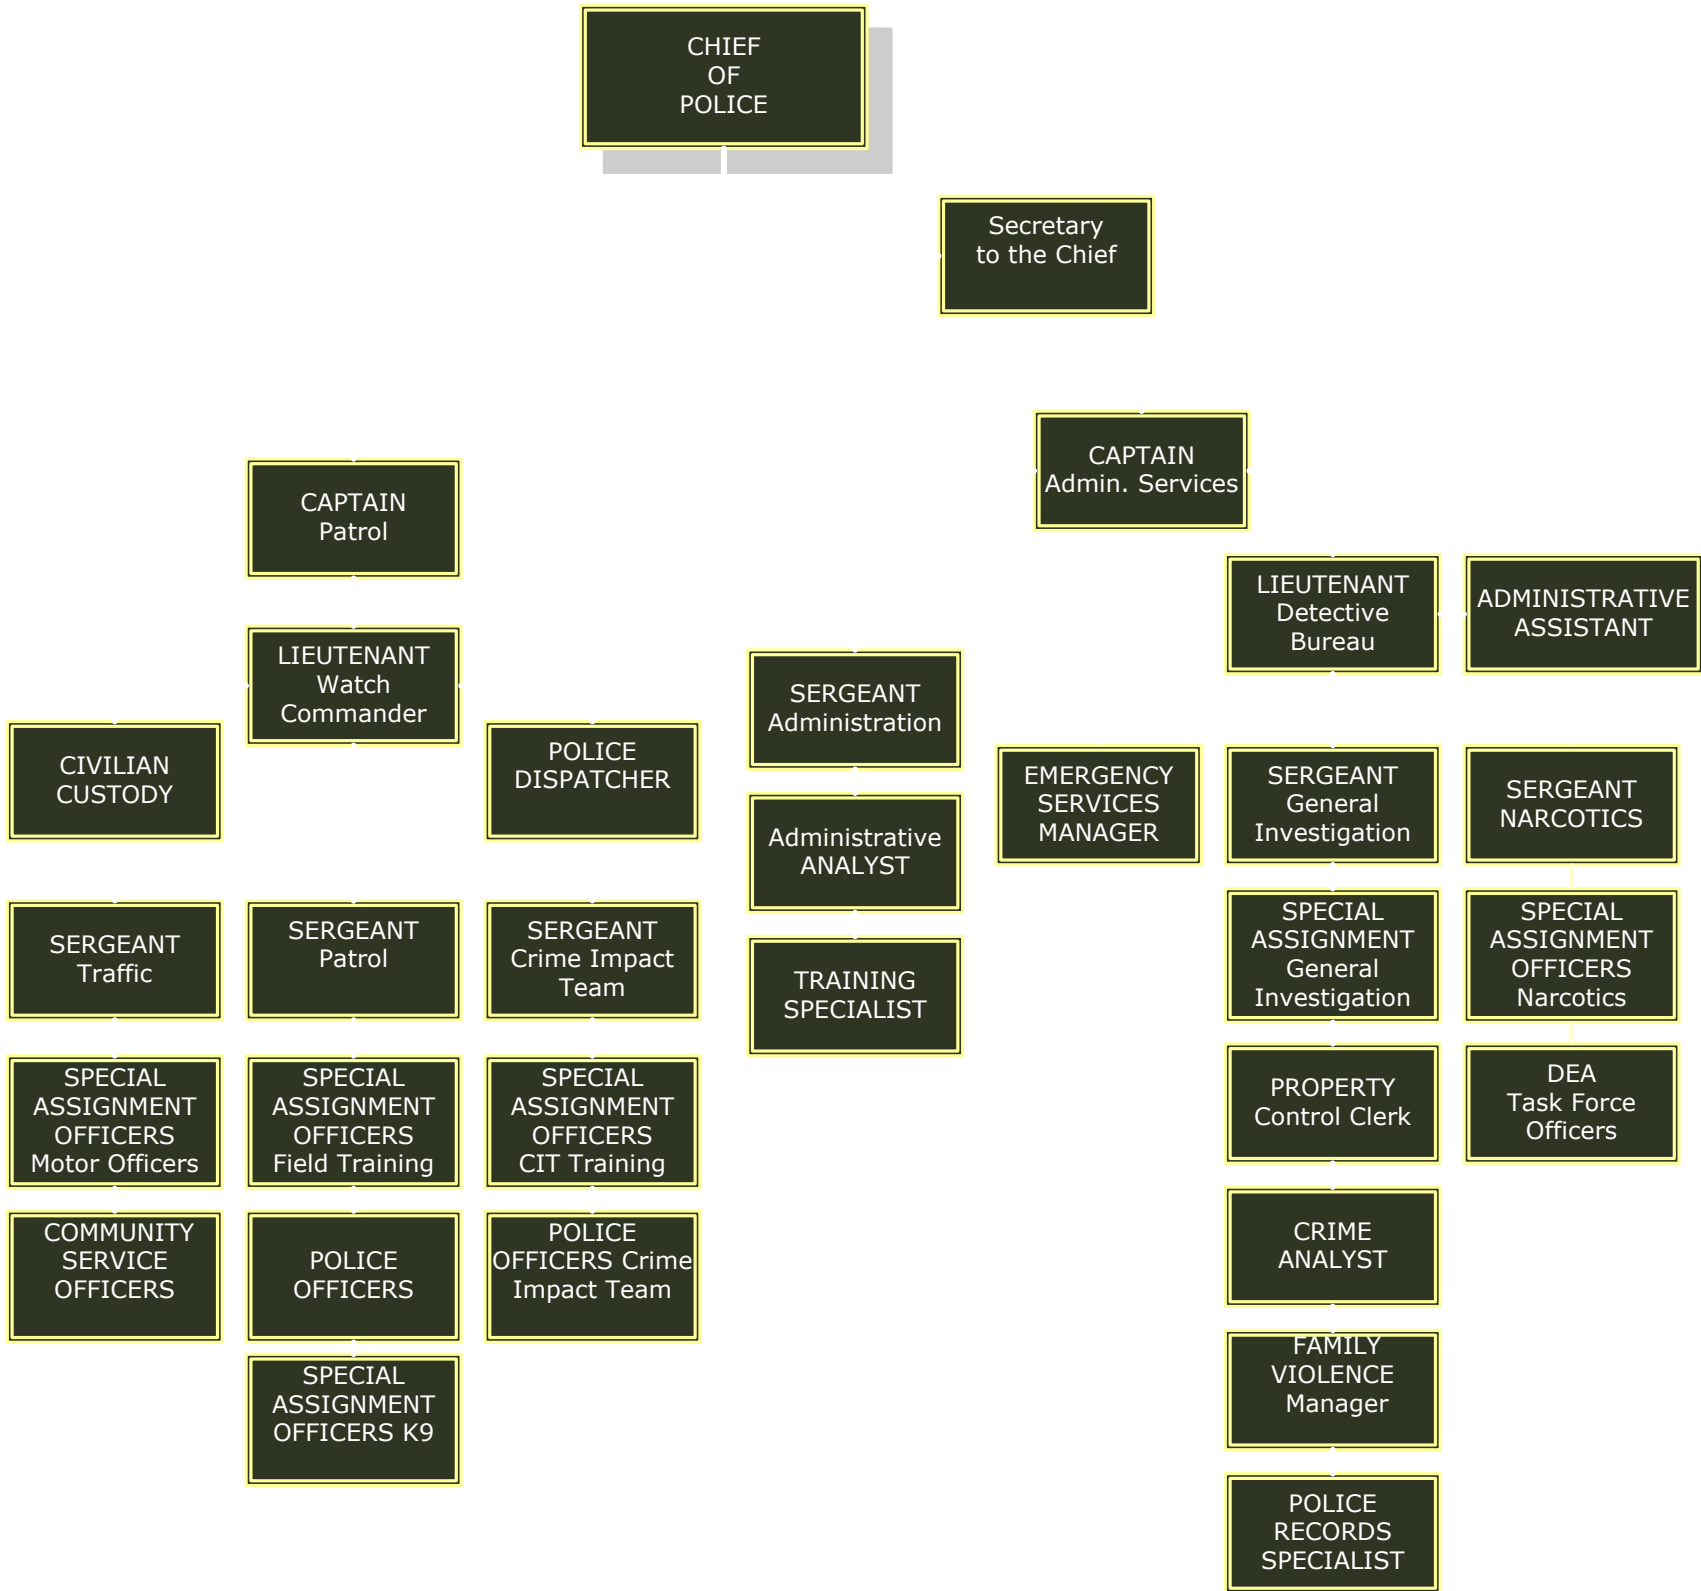 CHIEF
OF
POLICE
Secretary
to the Chief
CAPTAIN
Admin. Services
CAPTAIN
Patrol
LIEUTENANT
Detective
Bureau
ADMINISTRATIVE
ASSISTANT
LIEUTENANT
Watch
Commander
SERGEANT
Administration
CIVILIAN
CUSTODY
POLICE
DISPATCHER
EMERGENCY
SERVICES
MANAGER
SERGEANT
General
Investigation
SERGEANT
NARCOTICS
Administrative
ANALYST
SERGEANT
Traffic
SERGEANT
Patrol
SERGEANT
Crime Impact
Team
TRAINING
SPECIALIST
SPECIAL
ASSIGNMENT
General
Investigation
SPECIAL
ASSIGNMENT
OFFICERS
Narcotics
SPECIAL
ASSIGNMENT
OFFICERS
Motor Officers
SPECIAL
ASSIGNMENT
OFFICERS
Field Training
SPECIAL
ASSIGNMENT
OFFICERS
CIT Training
PROPERTY
Control Clerk
DEA
Task Force
Officers
COMMUNITY
SERVICE
OFFICERS
POLICE
OFFICERS
POLICE
OFFICERS Crime
Impact Team
CRIME
ANALYST
SPECIAL
ASSIGNMENT
OFFICERS K9
FAMILY
VIOLENCE
Manager
POLICE
RECORDS
SPECIALIST